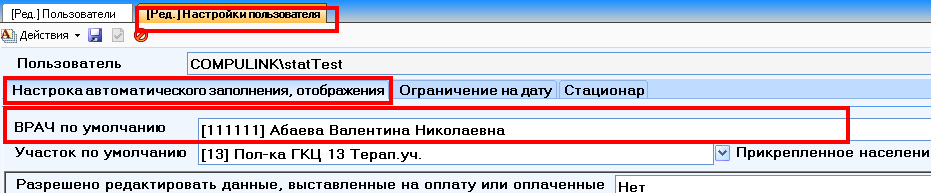 [Ред.] Пользователи [Ред.] Настройки пользователя
Действия
Пользователь COMPULINK\statTest
Настрока автоматического заполнения, отображения Ограничение на дату Стационар
ВРАЧ по умолчанию [111111] Абаева Валентина Николаевна
Участок по умолчанию [13] Пол-ка ГКЦ 13 Терап.уч. Прикрепленное населени
Разрешено редактировать данные, выставленные на оплату или оплаченные Нет